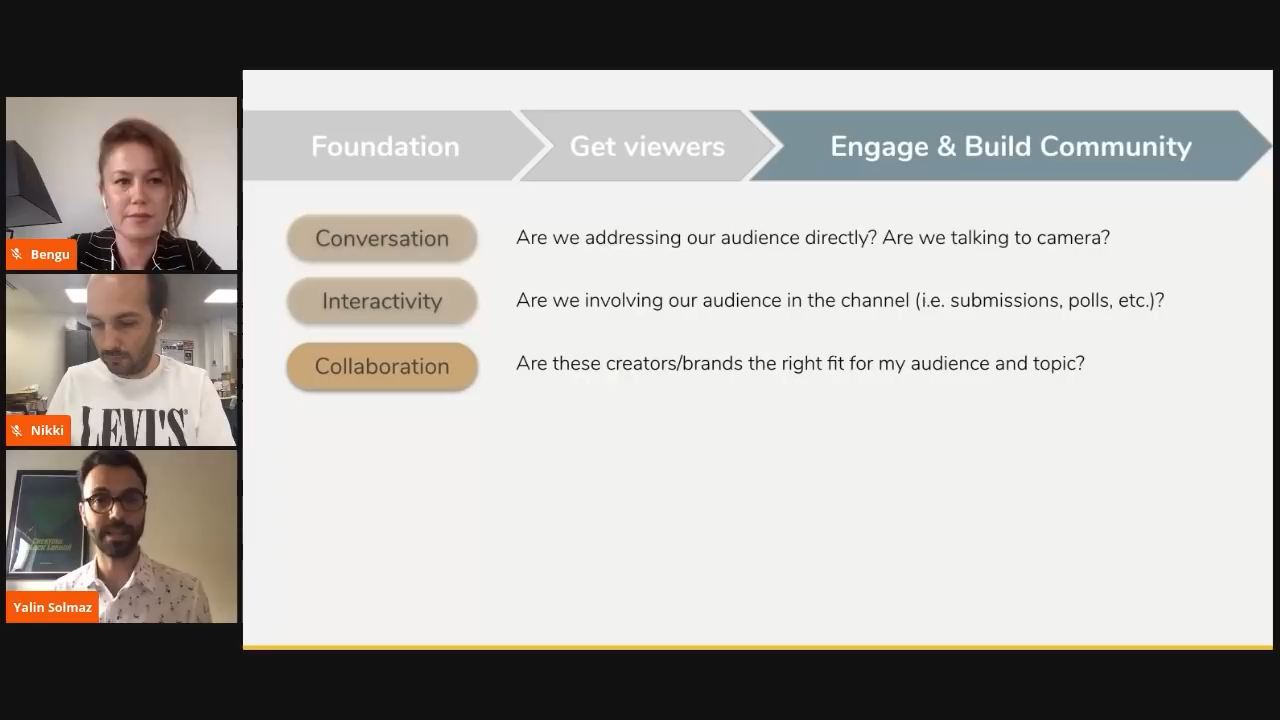 Foundation
Get viewers
Engage & Build Community
Conversation
Are we addressing our audience directly? Are we talking to camera?
Interactivity
Are we involving our audience in the channel (i.e. submissions, polls, etc.)?
Collaboration
Are these creators/brands the right fit for my audience and topic?
Bengu
LEVI'S
Nikki
Yalin Solmaz